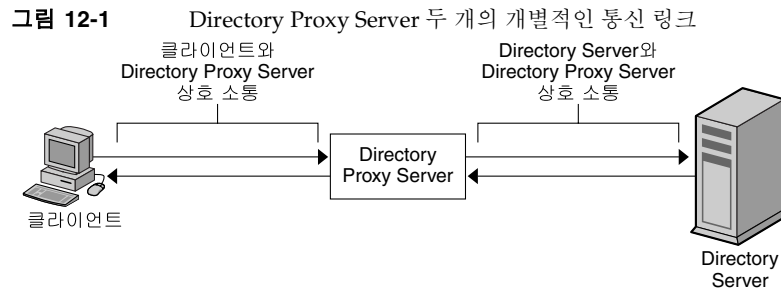 그림 12-1 Directory Proxy Server 두 개의 개별적인 통신 링크
클라이언트와
Directory Proxy Server
상호 소통
Directory Server와
Directory Proxy Server
상호 소통
Directory
Proxy Server
클라이언트
Directory
Server